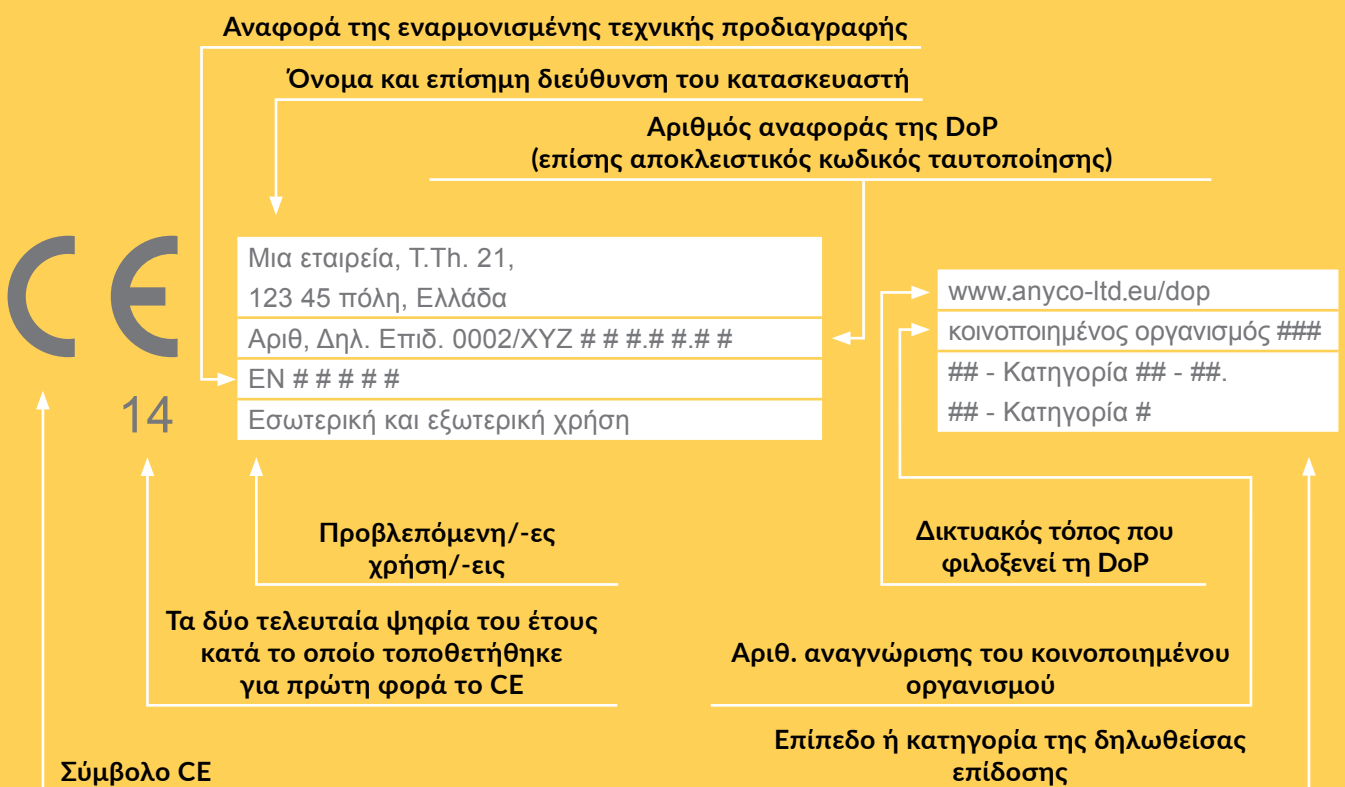 Αναφορά της εναρμονισμένης τεχνικής προδιαγραφής
Όνομα και επίσημη διεύθυνση του κατασκευαστή
Αριθμός αναφοράς της DoP
(επίσης αποκλειστικός κωδικός ταυτοποίησης)
CE
14
Μια εταιρεία, T.Th. 21,
123 45 πόλη, Ελλάδα
Αριθ, Δηλ. Επιδ. 0002/XYZ # # #.# #.# #
EN # # # # #
Εσωτερική και εξωτερική χρήση
www.anyco-ltd.eu/dop
κοινοποιημένος οργανισμός ###
## - Κατηγορία ## - ##.
## - Κατηγορία #
Προβλεπόμενη/-ες
χρήση/-εις
Δικτυακός τόπος που
φιλοξενεί τη DoP
Τα δύο τελευταία ψηφία του έτους
κατά το οποίο τοποθετήθηκε
για πρώτη φορά το CE
Αριθ. αναγνώρισης του κοινοποιημένου
οργανισμού
Σύμβολο CE
Επίπεδο ή κατηγορία της δηλωθείσας
επίδοσης